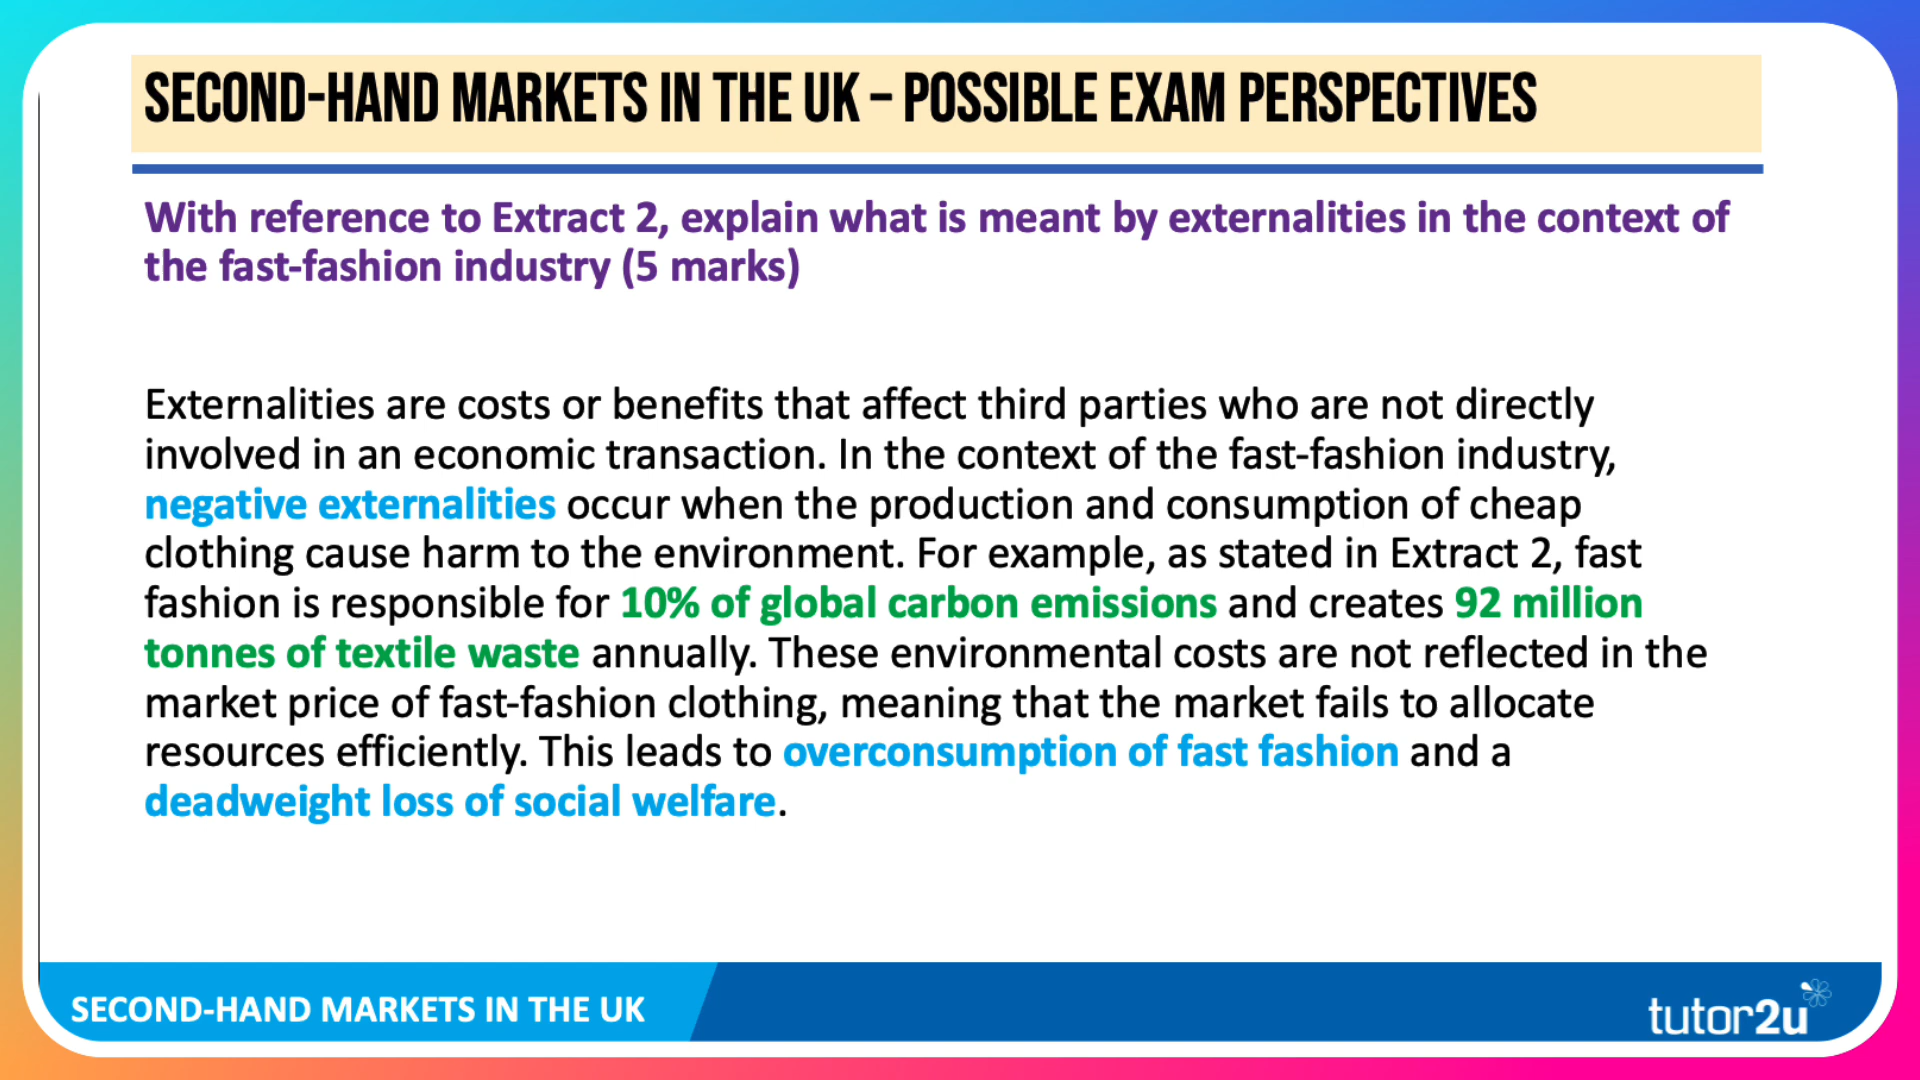 SECOND-HAND MARKETS IN THE UK – POSSIBLE EXAM PERSPECTIVES
With reference to Extract 2, explain what is meant by externalities in the context of
the fast-fashion industry (5 marks)
Externalities are costs or benefits that affect third parties who are not directly
involved in an economic transaction. In the context of the fast-fashion industry,
negative externalities occur when the production and consumption of cheap
clothing cause harm to the environment. For example, as stated in Extract 2, fast
fashion is responsible for 10% of global carbon emissions and creates 92 million
tonnes of textile waste annually. These environmental costs are not reflected in the
market price of fast-fashion clothing, meaning that the market fails to allocate
resources efficiently. This leads to overconsumption of fast fashion and a
deadweight loss of social welfare.
SECOND-HAND MARKETS IN THE UK
tutor2u